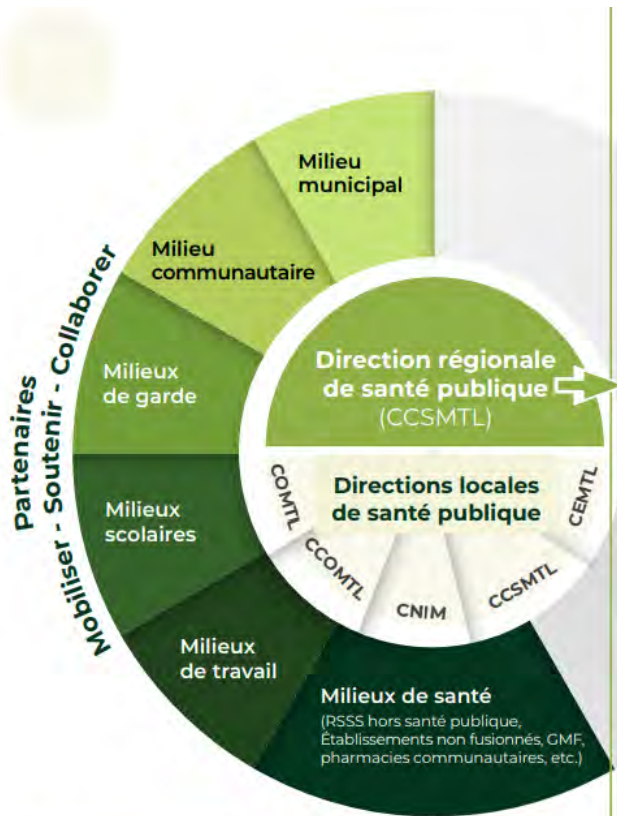 Partenaires
Mobiliser - Soutenir - Collaborer
Milieu
municipal
Milieu
communautaire
Milieux
de garde
Milieux
scolaires
Milieux
de travail
Milieux de santé
(RSSS hors santé publique,
Établissements non fusionnés, GMF,
pharmacies communautaires, etc.)
Direction régionale
de santé publique
(CCSMTL)
Directions locales
de santé publique
COMTL
CCOMTL
CNIM
CCSMTL
CEMTL